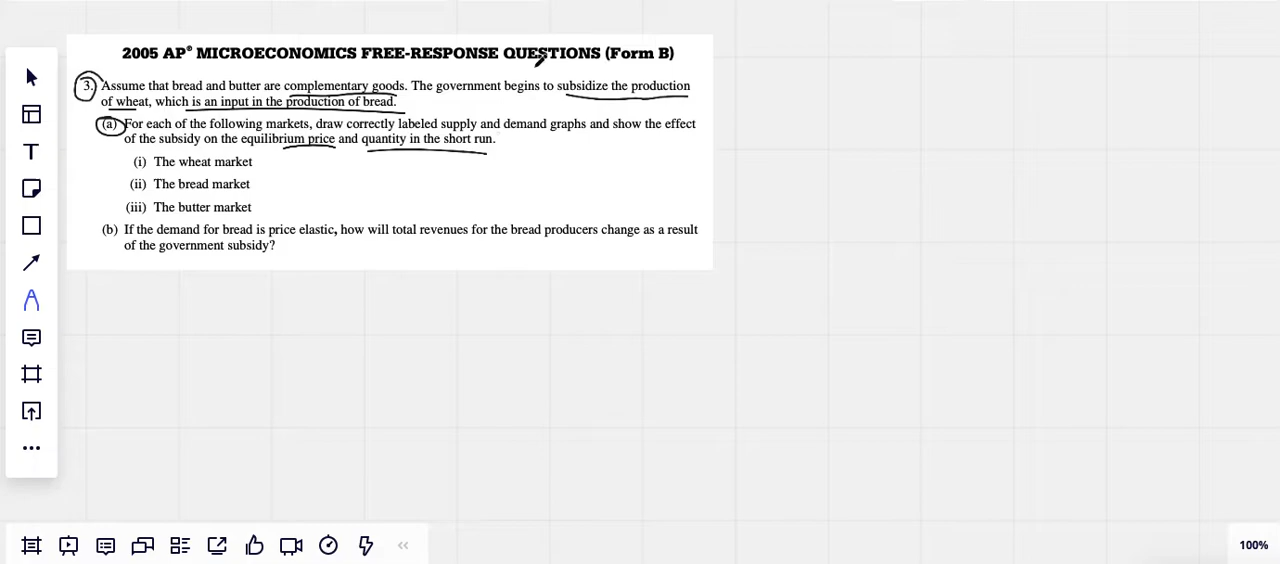 2005 AP® MICROECONOMICS FREE-RESPONSE QUESTIONS (Form B)
3. Assume that bread and butter are complementary goods. The government begins to subsidize the production
of wheat, which is an input in the production of bread.
(a) For each of the following markets, draw correctly labeled supply and demand graphs and show the effect
of the subsidy on the equilibrium price and quantity in the short run.
(i) The wheat market
(ii) The bread market
(iii) The butter market
(b) If the demand for bread is price elastic, how will total revenues for the bread producers change as a result
of the government subsidy?
T
100%